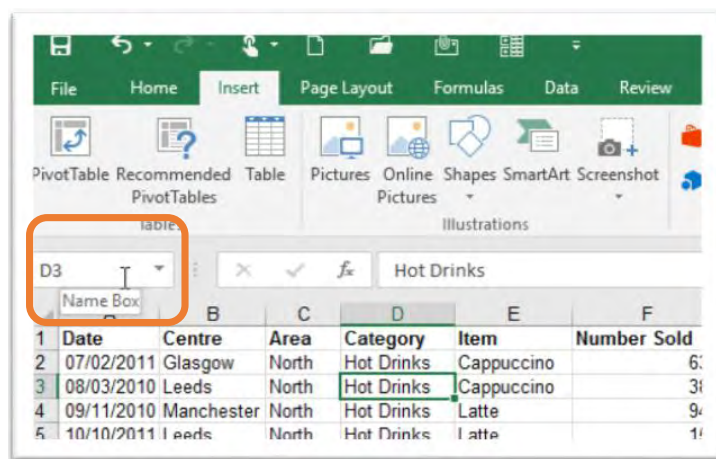 File Home Insert Page Layout Formulas Data Review
PivotTable Recommended PivotTables Table Pictures Online Pictures Shapes SmartArt Screenshot
Tables Illustrations
D3 fx Hot Drinks
Name Box
B C D E F
1 Date Centre Area Category Item Number Sold
2 07/02/2011 Glasgow North Hot Drinks Cappuccino
3 08/03/2010 Leeds North Hot Drinks Cappuccino
4 09/11/2010 Manchester North Hot Drinks Latte
5 10/10/2011 Leeds North Hot Drinks Latte